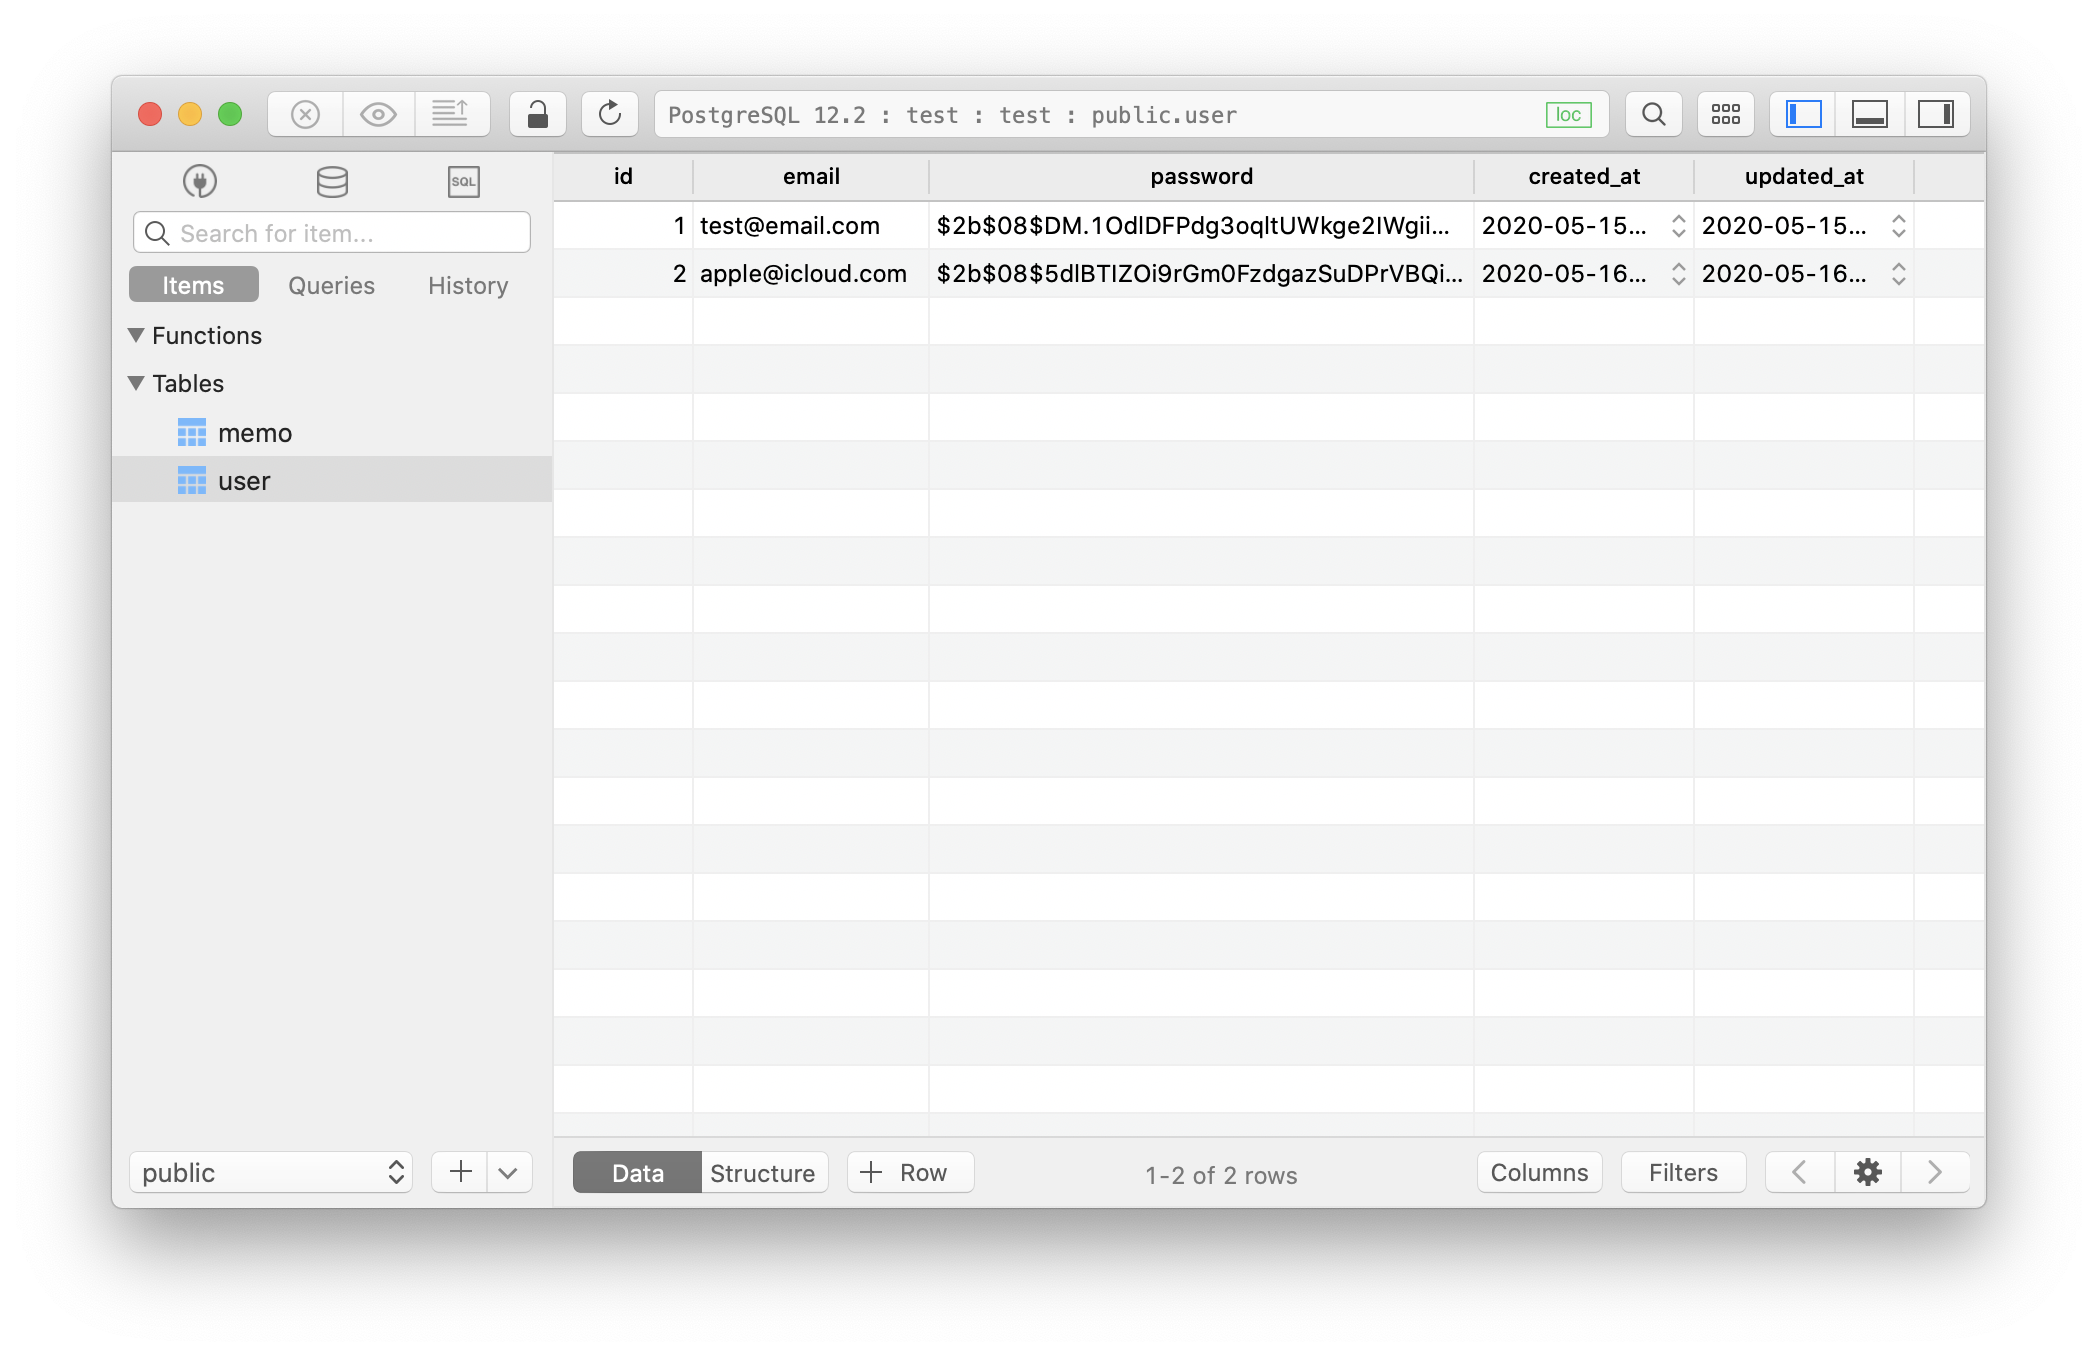 PostgreSQL 12.2 : test : test : public.user loc
SQL
Search for item...
Items Queries History
Functions
Tables
memo
user
public
id email password created_at updated_at
1 test@email.com $2b$08$DM.1OdlDFPdg3oqltUWkge2IWgii... 2020-05-15... 2020-05-15...
2 apple@icloud.com $2b$08$5dlBTIZOi9rGm0FzdgazSuDPrVBQi... 2020-05-16... 2020-05-16...
Data Structure + Row 1-2 of 2 rows Columns Filters